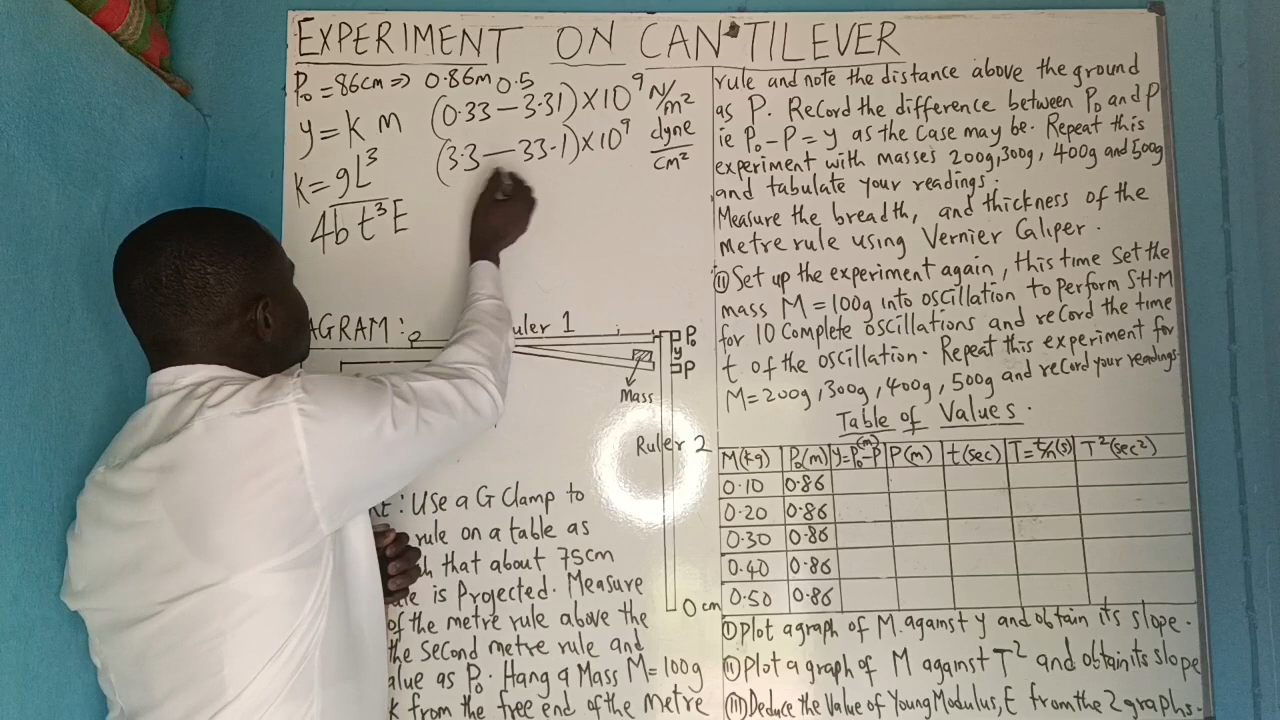 EXPERIMENT ON CANTILEVER
P₀ = 86cm => 0.86m 0.5
(0.33 — 3.31) × 10⁹ N/m²
y = k m
(3.3 — 33.1) × 10⁹ dyne/cm²
k = gL³
4bt³E
AGRAM:
uler 1
P₀
y
P
Mass
Ruler 2
0 cm
: Use a G Clamp to
rule on a table as
that about 75cm
is Projected. Measure
of the metre rule above the
the second metre rule and
alue as P₀. Hang a Mass M = 100g
from the free end of the metre
rule and note the distance above the ground
as P. Record the difference between P₀ and P
ie P₀ - P = y as the case may be. Repeat this
experiment with masses 200g, 300g, 400g and 500g
and tabulate your readings.
Measure the breadth, and thickness of the
metre rule using Vernier Caliper.
(II) Set up the experiment again, this time set the
mass M = 100g into oscillation to perform S.H.M
for 10 Complete oscillations and record the time
t of the oscillation. Repeat this experiment for
M = 200g, 300g, 400g, 500g and record your readings.
Table of Values.
M(kg) P₀(m) y=P₀-P (m) P(m) t(sec) T=t/n(s) T²(sec²)
0.10 0.86
0.20 0.86
0.30 0.86
0.40 0.86
0.50 0.86
(I) Plot a graph of M against y and obtain its slope.
(II) Plot a graph of M against T² and obtain its slope
(III) Deduce the Value of Young Modulus, E from the 2 graphs.